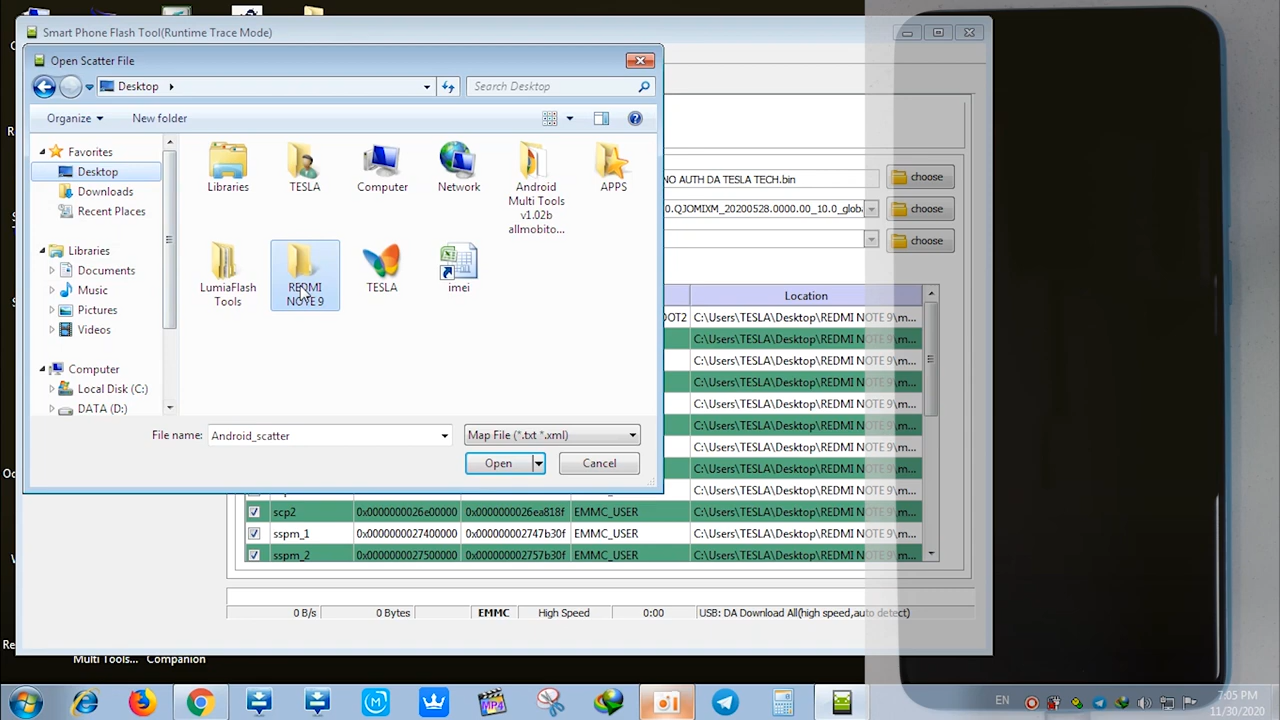 Smart Phone Flash Tool(Runtime Trace Mode)
Open Scatter File
Desktop
Search Desktop
Organize
New folder
Favorites
Desktop
Downloads
Recent Places
Libraries
Documents
Music
Pictures
Videos
Computer
Local Disk (C:)
DATA (D:)
Libraries
TESLA
Computer
Network
Android
Multi Tools
v1.02b
allmobito...
APPS
LumiaFlash
Tools
REDMI
NOTE 9
TESLA
imei
File name:
Android_scatter
Map File (*.txt *.xml)
Open
Cancel
NO AUTH DA TESLA TECH.bin
choose
0.QJOMIXM_20200528.0000.00_10.0_globa
choose
choose
Location
OOT2
C:\Users\TESLA\Desktop\REDMI NOTE 9\m...
C:\Users\TESLA\Desktop\REDMI NOTE 9\m...
C:\Users\TESLA\Desktop\REDMI NOTE 9\m...
C:\Users\TESLA\Desktop\REDMI NOTE 9\m...
C:\Users\TESLA\Desktop\REDMI NOTE 9\m...
C:\Users\TESLA\Desktop\REDMI NOTE 9\m...
C:\Users\TESLA\Desktop\REDMI NOTE 9\m...
C:\Users\TESLA\Desktop\REDMI NOTE 9\m...
C:\Users\TESLA\Desktop\REDMI NOTE 9\m...
scp2 0x0000000026e00000 0x0000000026ea818f EMMC_USER C:\Users\TESLA\Desktop\REDMI NOTE 9\m...
sspm_1 0x0000000027400000 0x000000002747b30f EMMC_USER C:\Users\TESLA\Desktop\REDMI NOTE 9\m...
sspm_2 0x0000000027500000 0x000000002757b30f EMMC_USER C:\Users\TESLA\Desktop\REDMI NOTE 9\m...
0 B/s 0 Bytes EMMC High Speed 0:00 USB: DA Download All(high speed,auto detect)
Multi Tools...
Companion
EN
7:05 PM
11/30/2020